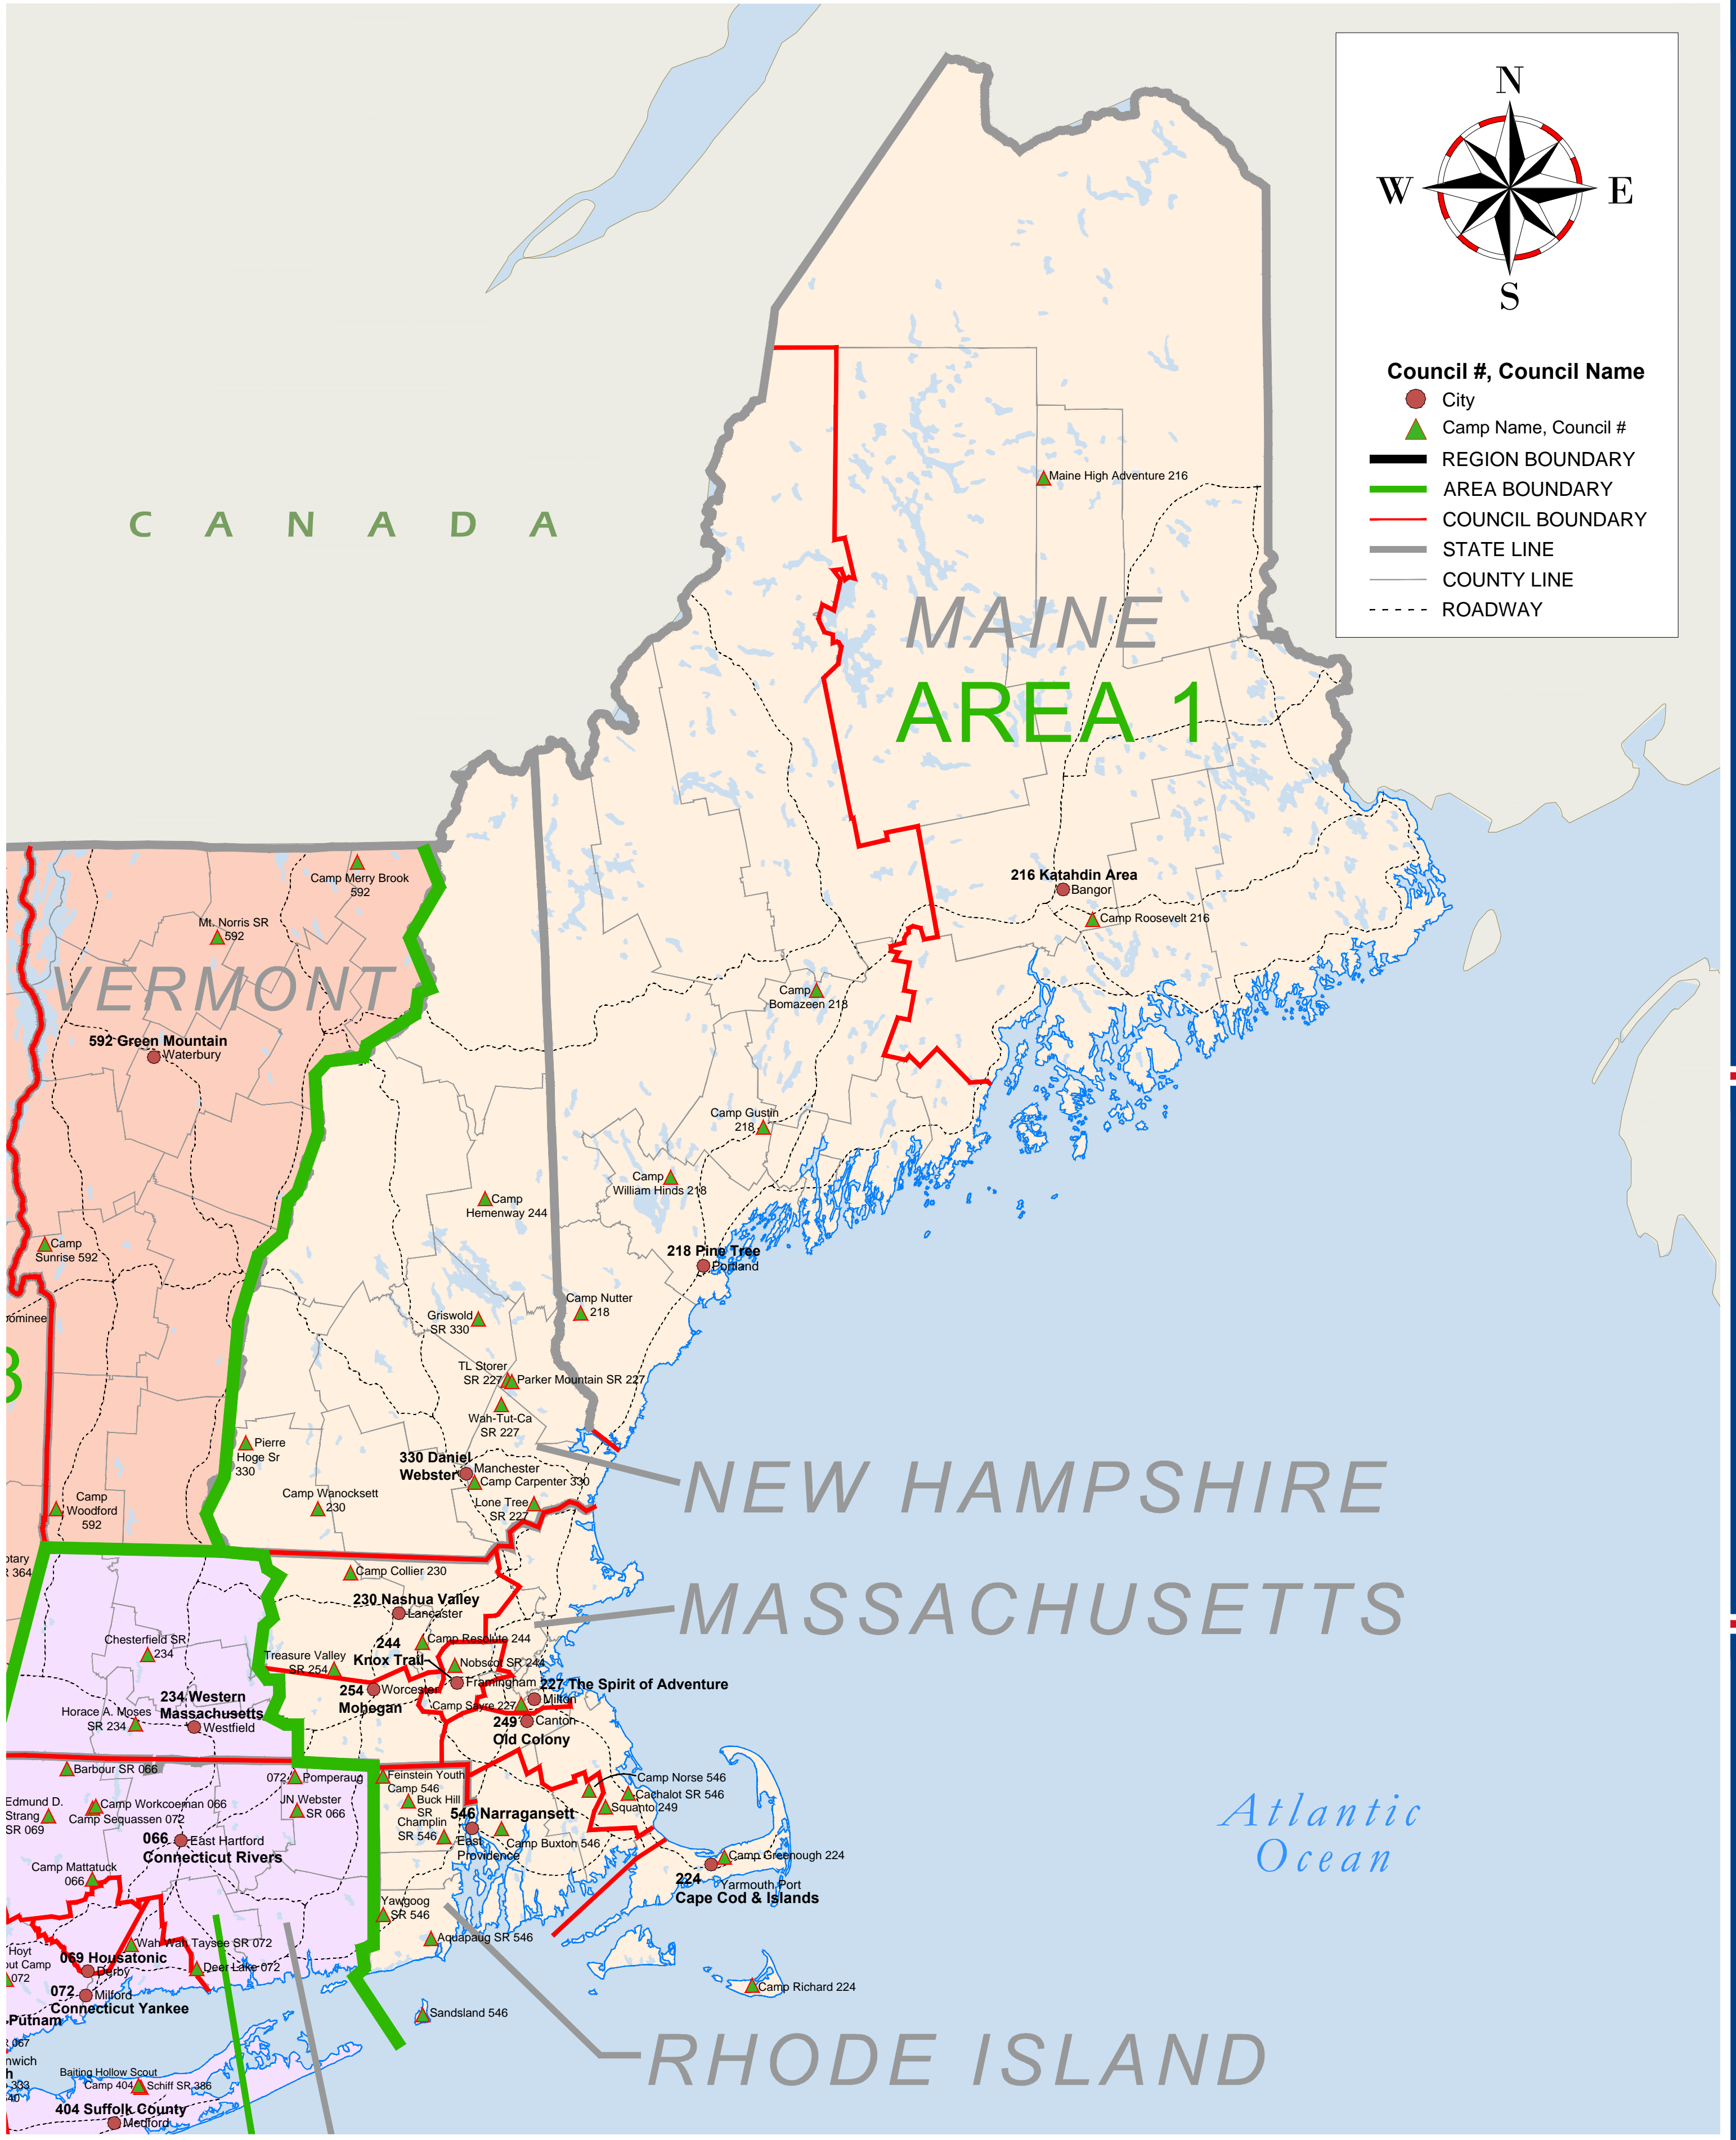 N
W
E
S
Council #, Council Name
City
Camp Name, Council #
REGION BOUNDARY
AREA BOUNDARY
COUNCIL BOUNDARY
STATE LINE
COUNTY LINE
ROADWAY
C A N A D A
Maine High Adventure 216
MAINE
AREA 1
216 Katahdin Area
Bangor
Camp Roosevelt 216
Camp Merry Brook
592
Mt. Norris SR
592
VERMONT
592 Green Mountain
Waterbury
Camp
Bomazeen 218
Camp Gustin
218
Camp
William Hinds 218
Camp
Hemenway 244
Camp
Sunrise 592
218 Pine Tree
Portland
Camp Nutter
218
Griswold
SR 330
TL Storer
SR 227
Parker Mountain SR 227
Wah-Tut-Ca
SR 227
Pierre
Hoge Sr
330
330 Daniel
Webster
Manchester
Camp Carpenter 330
Camp Wanocksett
230
Lone Tree
SR 227
Camp
Woodford
592
NEW HAMPSHIRE
MASSACHUSETTS
Camp Collier 230
230 Nashua Valley
Lancaster
Chesterfield SR
234
Treasure Valley
SR 254
244
Knox Trail
Camp Resolute 244
Nobscot SR 244
Framingham
227 The Spirit of Adventure
Milton
Camp Sayre 227
254
Mohegan
Worcester
249
Old Colony
Canton
234 Western
Massachusetts
Westfield
Horace A. Moses
SR 234
Barbour SR 066
072
Pomperaug
Feinstein Youth
Camp 546
Camp Norse 546
Cachalot SR 546
Squanto 249
Edmund D.
Strang
SR 069
Camp Workcoeman 066
Camp Sequassen 072
JN Webster
SR 066
Buck Hill
SR
Champlin
SR 546
546 Narragansett
East
Providence
Camp Buxton 546
066
Connecticut Rivers
East Hartford
Camp Mattatuck
066
Camp Greenough 224
Yarmouth Port
224
Cape Cod & Islands
Atlantic
Ocean
Yawgoog
SR 546
Aquapaug SR 546
Wah Wah Taysee SR 072
069 Housatonic
Derby
Deer Lake 072
Hoyt
072
072
Connecticut Yankee
Milford
Putnam
Camp Richard 224
Sandsland 546
RHODE ISLAND
Baiting Hollow Scout
Camp 404
Schiff SR 386
404 Suffolk County
Medford